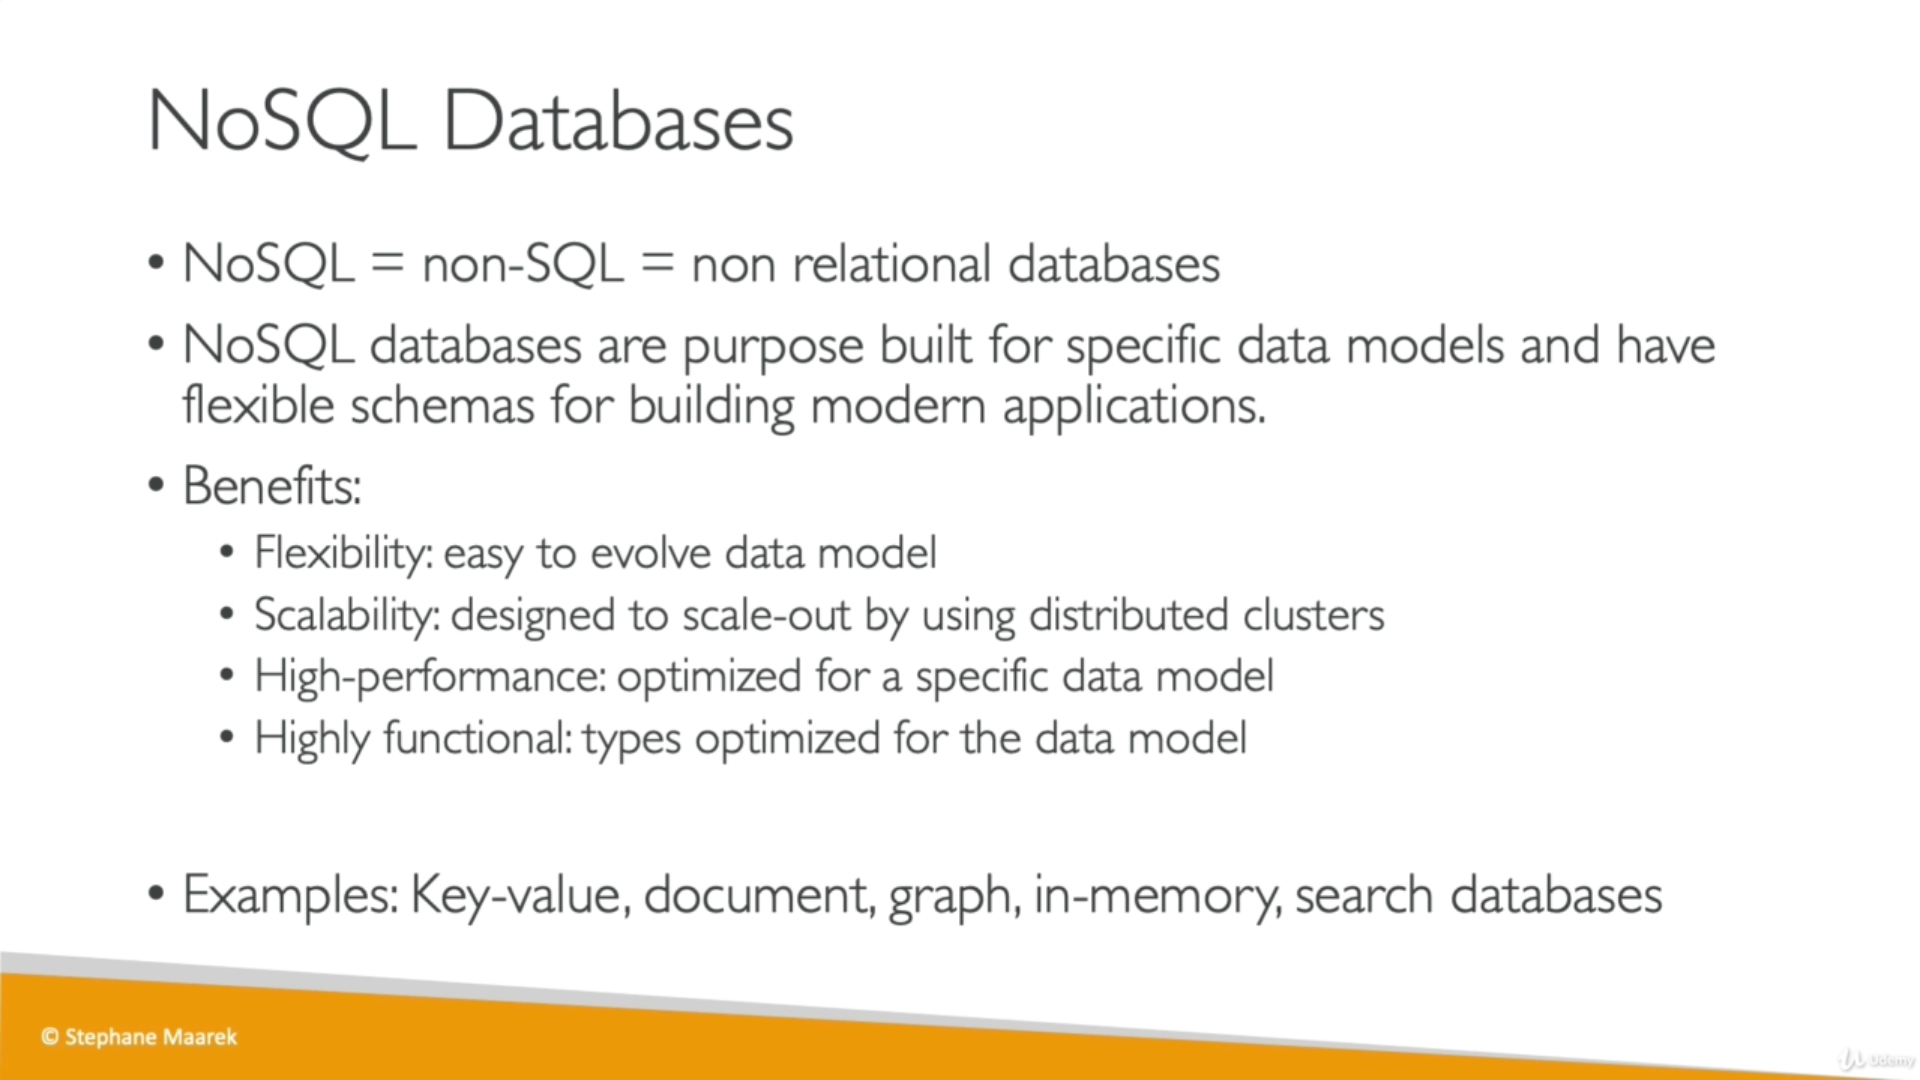 NoSQL Databases
• NoSQL = non-SQL = non relational databases
• NoSQL databases are purpose built for specific data models and have
flexible schemas for building modern applications.
• Benefits:
• Flexibility: easy to evolve data model
• Scalability: designed to scale-out by using distributed clusters
• High-performance: optimized for a specific data model
• Highly functional: types optimized for the data model
• Examples: Key-value, document, graph, in-memory, search databases
© Stephane Maarek
Udemy